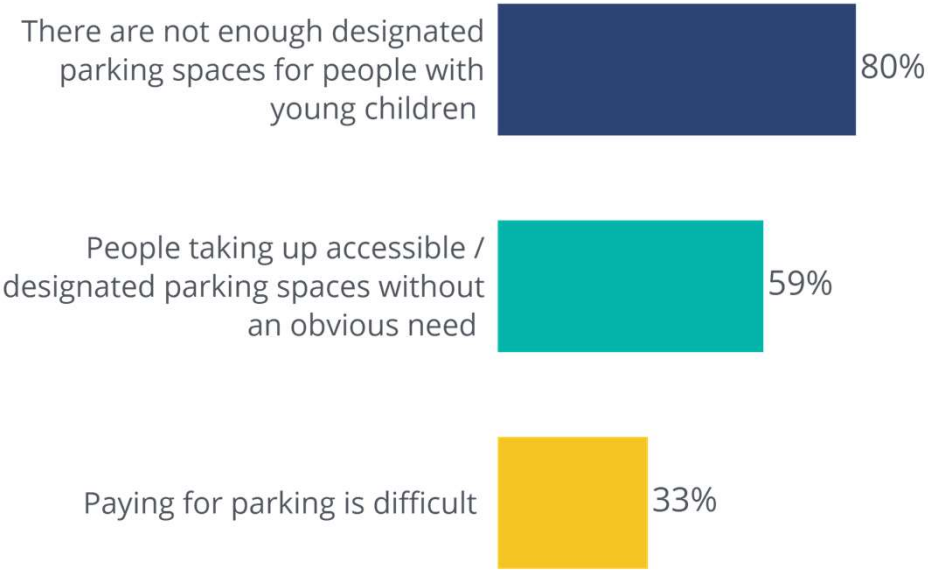 There are not enough designated
parking spaces for people with
young children
80%
People taking up accessible /
designated parking spaces without
an obvious need
59%
Paying for parking is difficult
33%